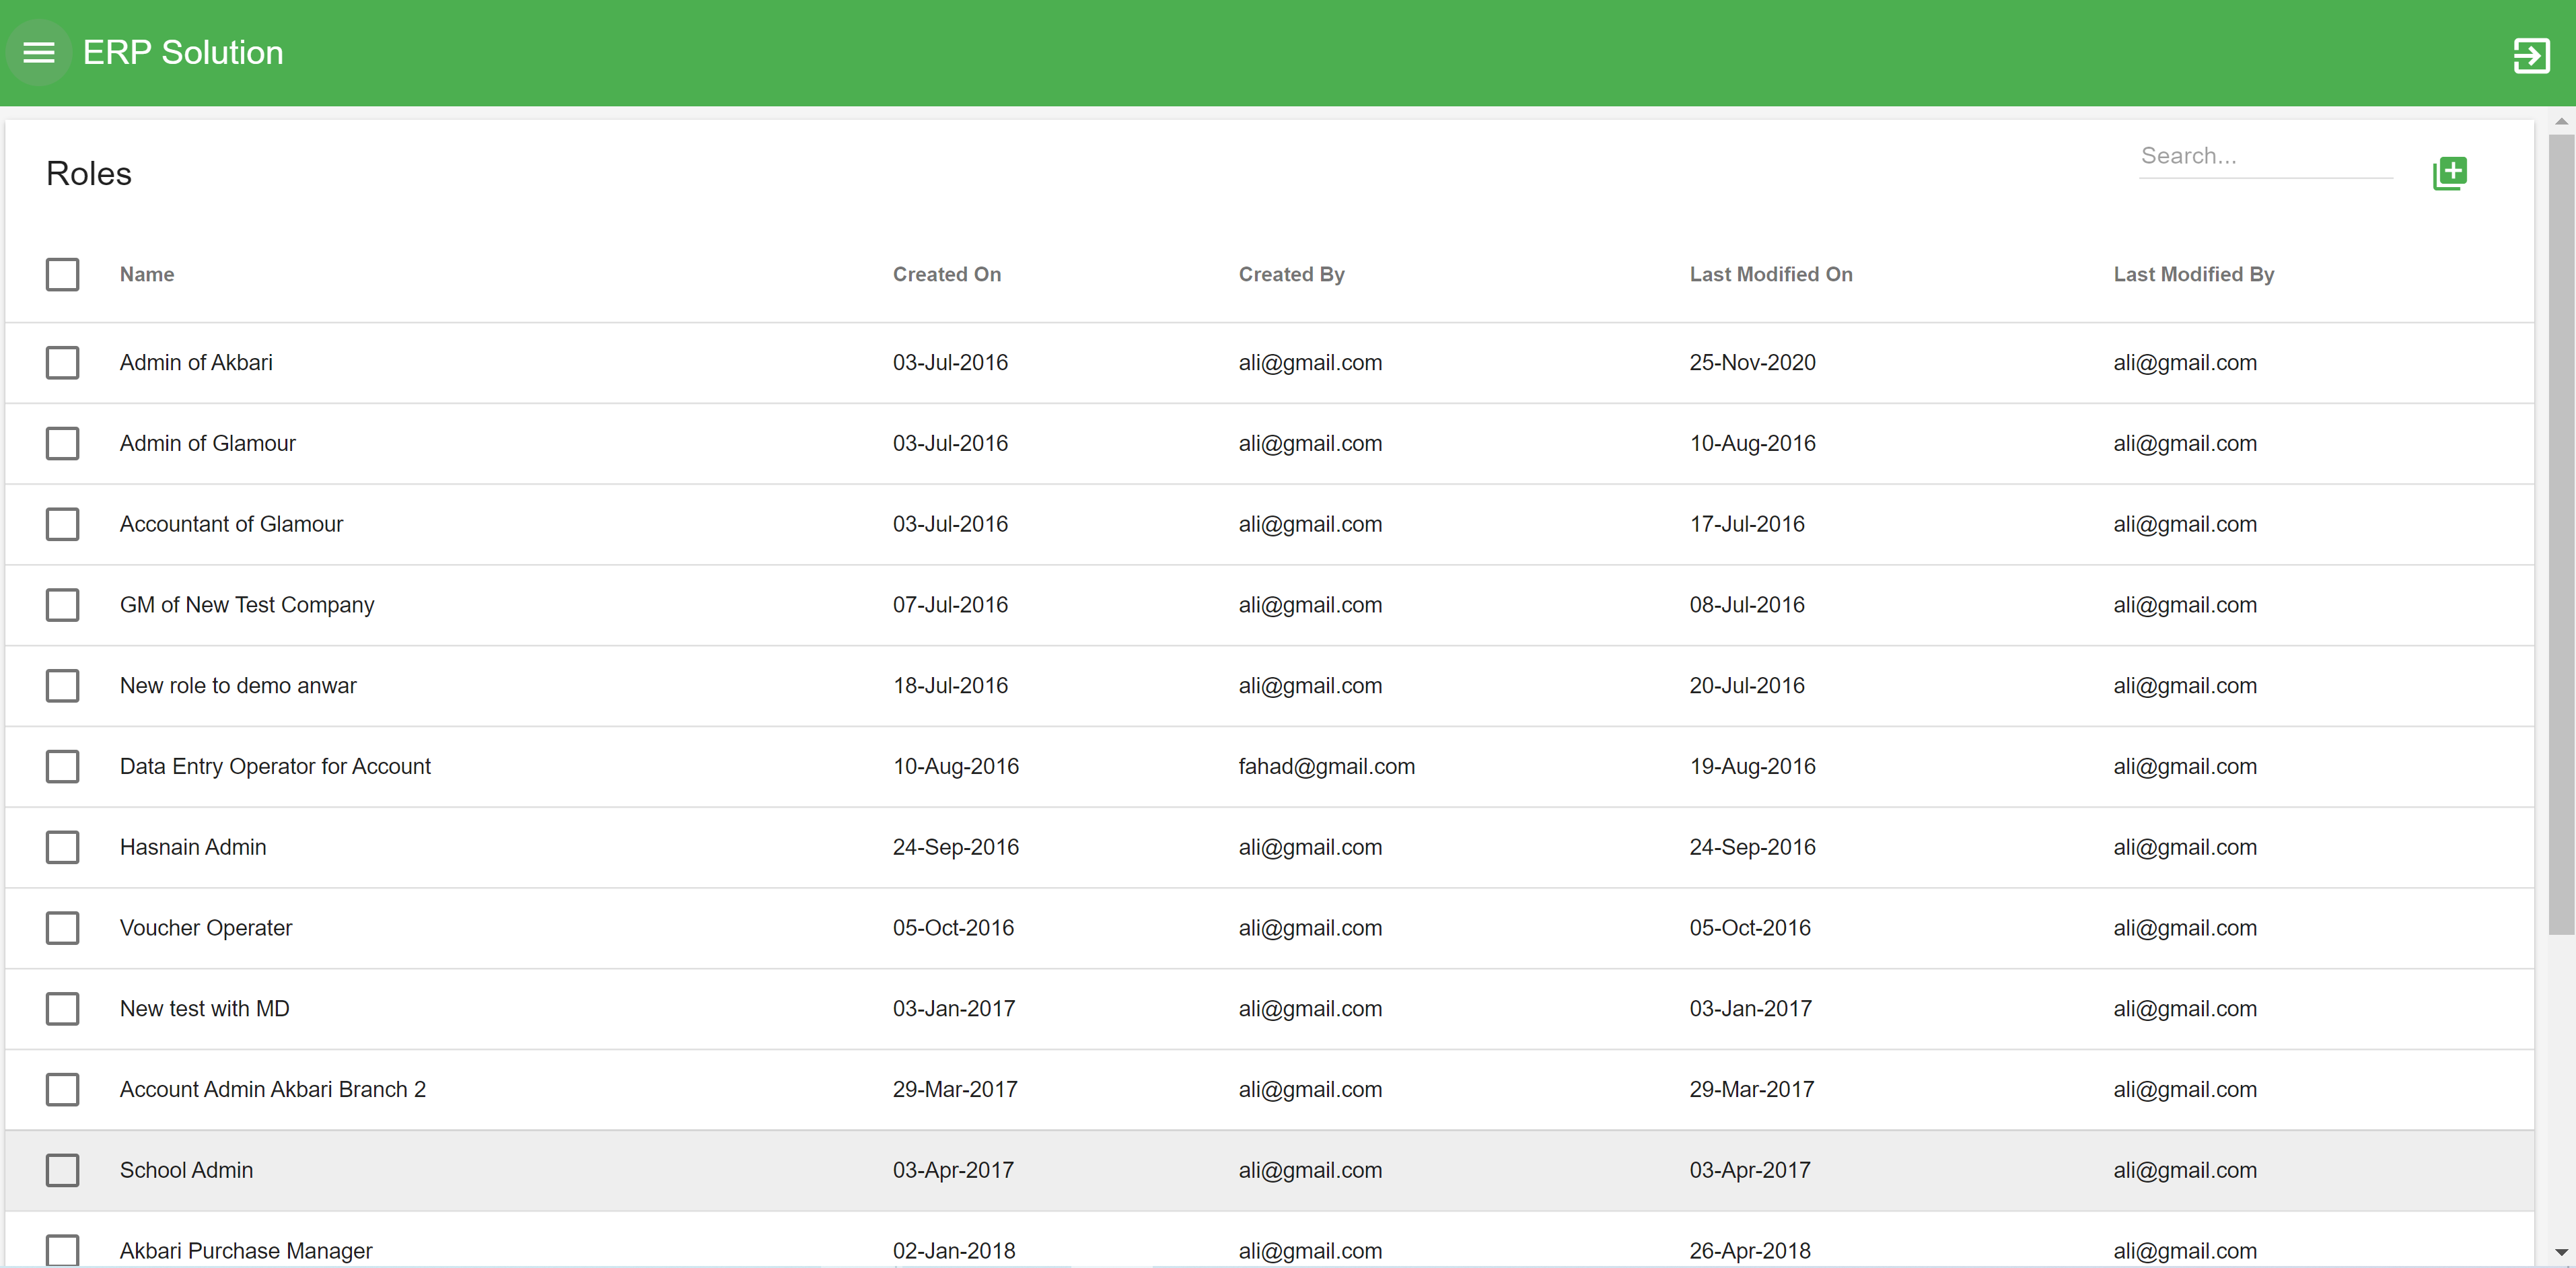 ERP Solution
Roles
Search...
Name Created On Created By Last Modified On Last Modified By
Admin of Akbari 03-Jul-2016 ali@gmail.com 25-Nov-2020 ali@gmail.com
Admin of Glamour 03-Jul-2016 ali@gmail.com 10-Aug-2016 ali@gmail.com
Accountant of Glamour 03-Jul-2016 ali@gmail.com 17-Jul-2016 ali@gmail.com
GM of New Test Company 07-Jul-2016 ali@gmail.com 08-Jul-2016 ali@gmail.com
New role to demo anwar 18-Jul-2016 ali@gmail.com 20-Jul-2016 ali@gmail.com
Data Entry Operator for Account 10-Aug-2016 fahad@gmail.com 19-Aug-2016 ali@gmail.com
Hasnain Admin 24-Sep-2016 ali@gmail.com 24-Sep-2016 ali@gmail.com
Voucher Operater 05-Oct-2016 ali@gmail.com 05-Oct-2016 ali@gmail.com
New test with MD 03-Jan-2017 ali@gmail.com 03-Jan-2017 ali@gmail.com
Account Admin Akbari Branch 2 29-Mar-2017 ali@gmail.com 29-Mar-2017 ali@gmail.com
School Admin 03-Apr-2017 ali@gmail.com 03-Apr-2017 ali@gmail.com
Akbari Purchase Manager 02-Jan-2018 ali@gmail.com 26-Apr-2018 ali@gmail.com